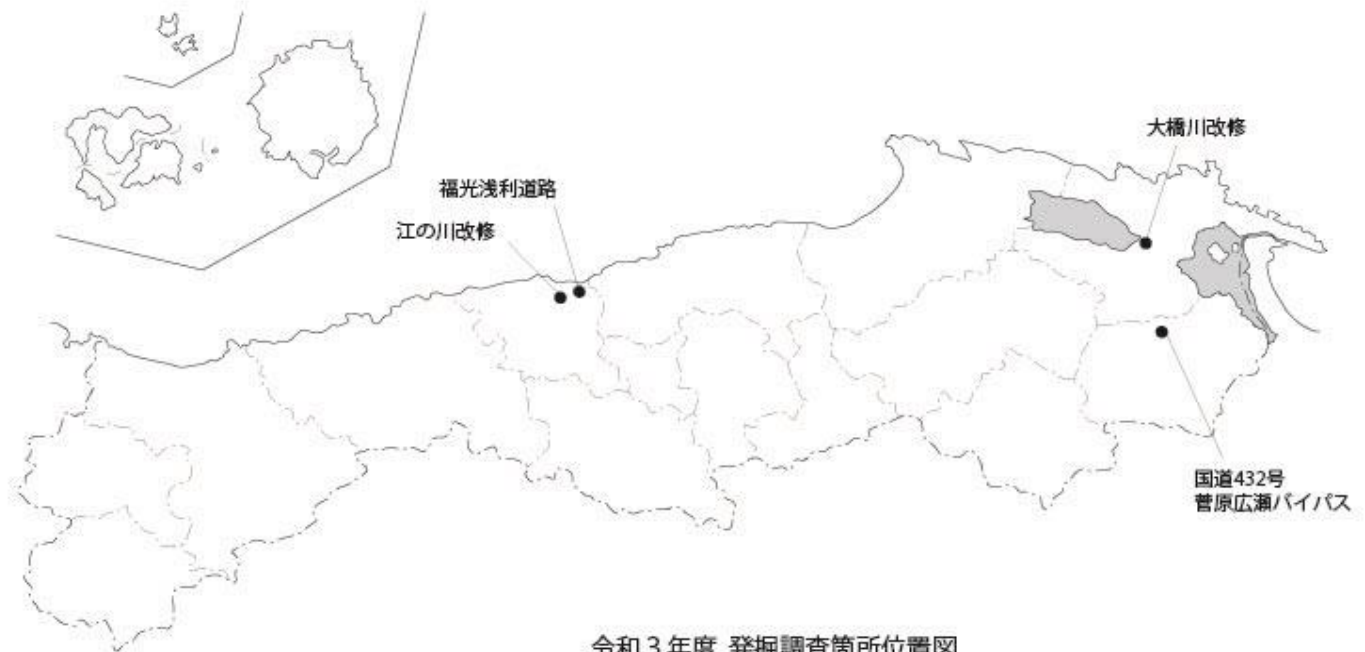 大橋川改修
福光浅利道路
江の川改修
国道432号
菅原広瀬バイパス
令和3年度 発掘調査箇所位置図